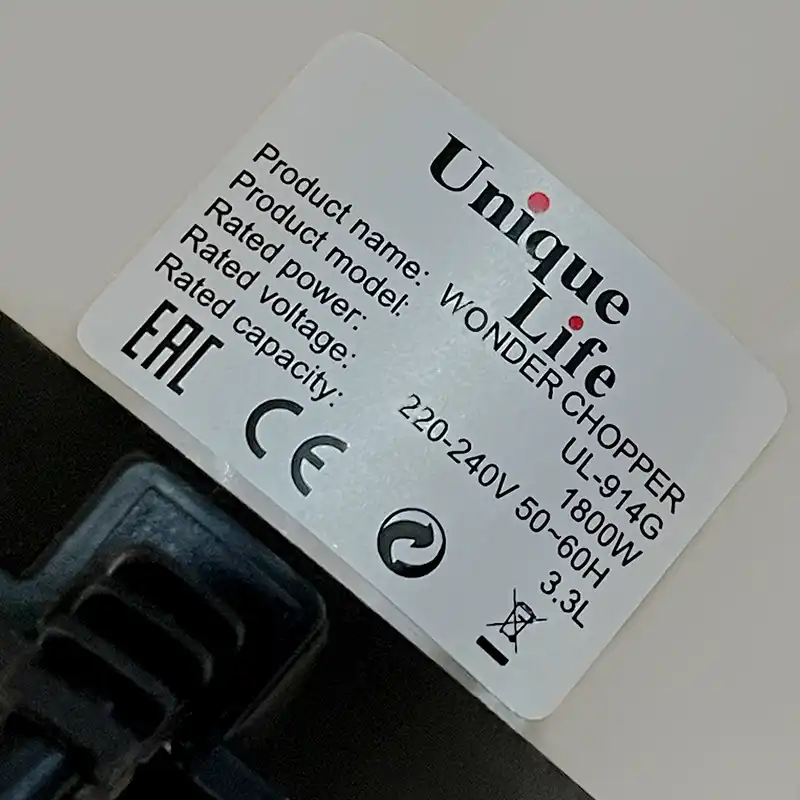 Unique
Life
Product name: WONDER CHOPPER
Product model: UL-914G
Rated power: 1800W
Rated voltage: 220-240V 50~60H
Rated capacity: 3.3L
EAC CE